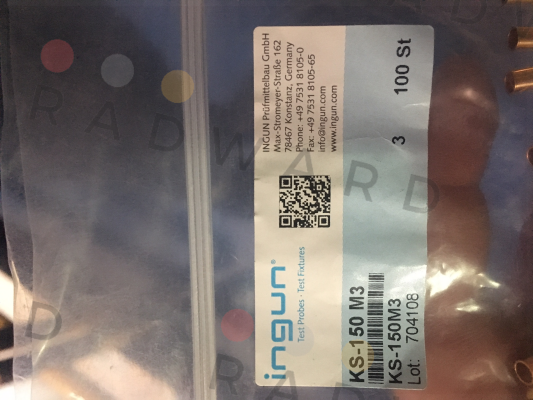 ingun®
Test Probes · Test Fixtures
INGUN Prüfmittelbau GmbH
Max-Stromeyer-Straße 162
78467 Konstanz, Germany
Phone: +49 7531 8105-0
Fax: +49 7531 8105-65
info@ingun.com
www.ingun.com
KS-150 M3
KS-150M3
3 100 St
Lot: 704108
ADWARD
D
RARD